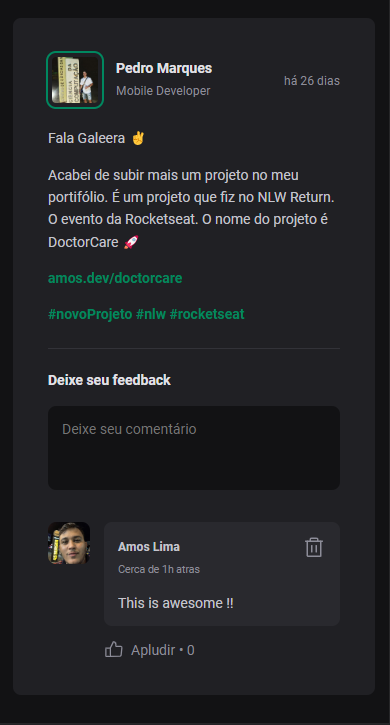 Pedro Marques
há 26 dias
Mobile Developer
Fala Galeera ✌️
Acabei de subir mais um projeto no meu
portifólio. É um projeto que fiz no NLW Return.
O evento da Rocketseat. O nome do projeto é
DoctorCare 🚀
amos.dev/doctorcare
#novoProjeto #nlw #rocketseat
Deixe seu feedback
Deixe seu comentário
Amos Lima
Cerca de 1h atras
This is awesome !!
Apludir • 0